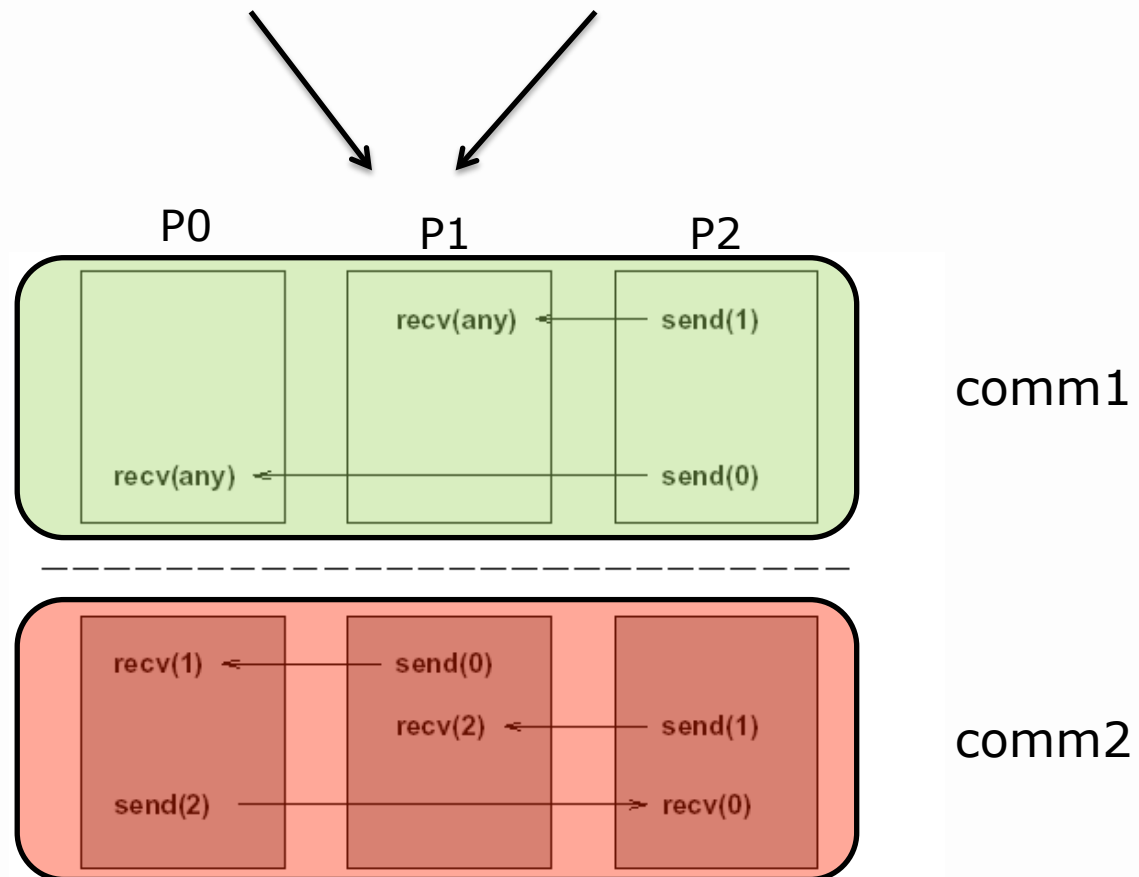 P0 P1 P2
recv(any) send(1)
comm1
recv(any) send(0)
recv(1) send(0)
recv(2) send(1)
comm2
send(2) recv(0)